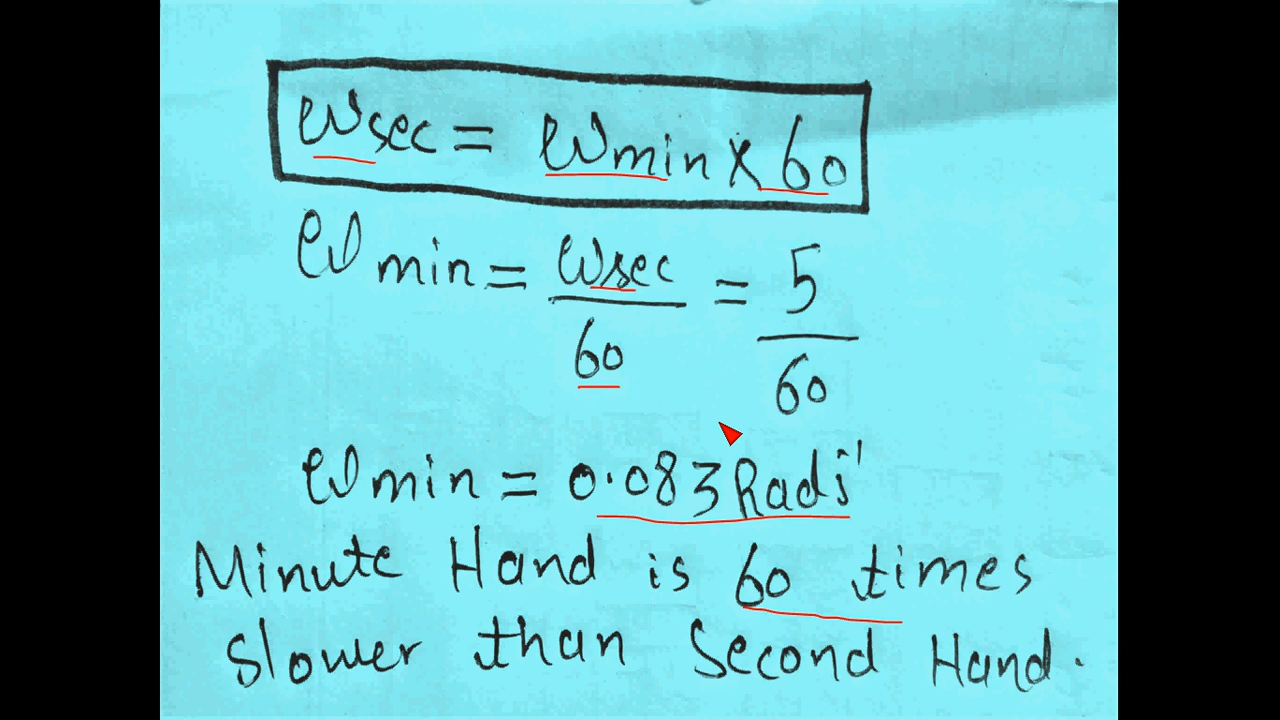 ωsec = ωmin × 60
ωmin = ωsec/60 = 5/60
ωmin = 0.083 Rads'
Minute Hand is 60 times
slower than Second Hand.